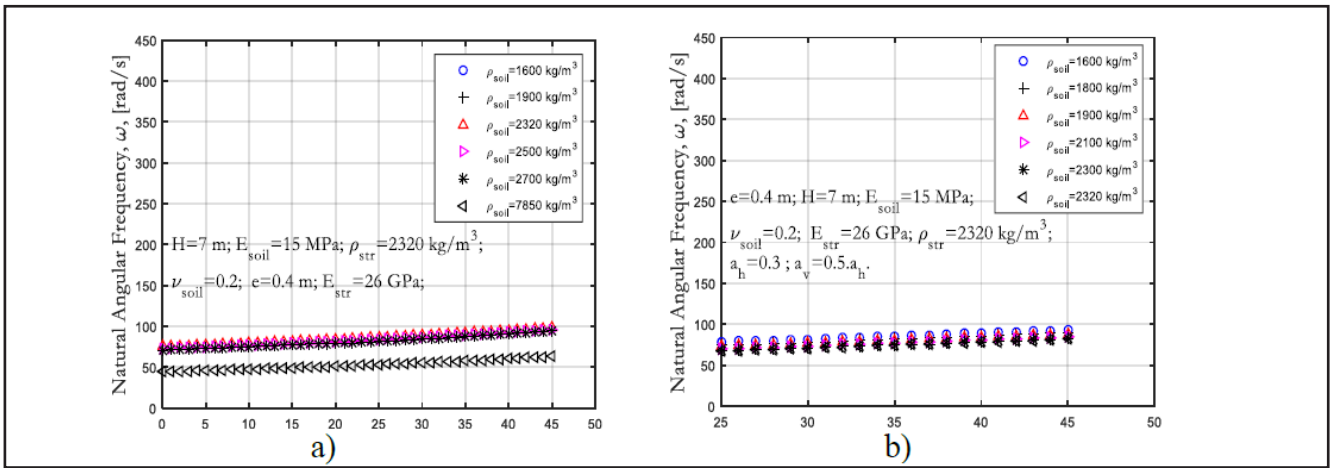 Natural Angular Frequency, ω, [rad/s]
450
400
350
300
250
200
150
100
50
0
0 5 10 15 20 25 30 35 40 45 50
ρsoil=1600 kg/m³
ρsoil=1900 kg/m³
ρsoil=2320 kg/m³
ρsoil=2500 kg/m³
ρsoil=2700 kg/m³
ρsoil=7850 kg/m³
H=7 m; Esoil=15 MPa; ρstr=2320 kg/m³;
νsoil=0.2; e=0.4 m; Estr=26 GPa;
a)
Natural Angular Frequency, ω, [rad/s]
450
400
350
300
250
200
150
100
50
0
25 30 35 40 45 50
ρsoil=1600 kg/m³
ρsoil=1800 kg/m³
ρsoil=1900 kg/m³
ρsoil=2100 kg/m³
ρsoil=2300 kg/m³
ρsoil=2320 kg/m³
e=0.4 m; H=7 m; Esoil=15 MPa;
νsoil=0.2; Estr=26 GPa; ρstr=2320 kg/m³;
ah=0.3 ; av=0.5.ah.
b)